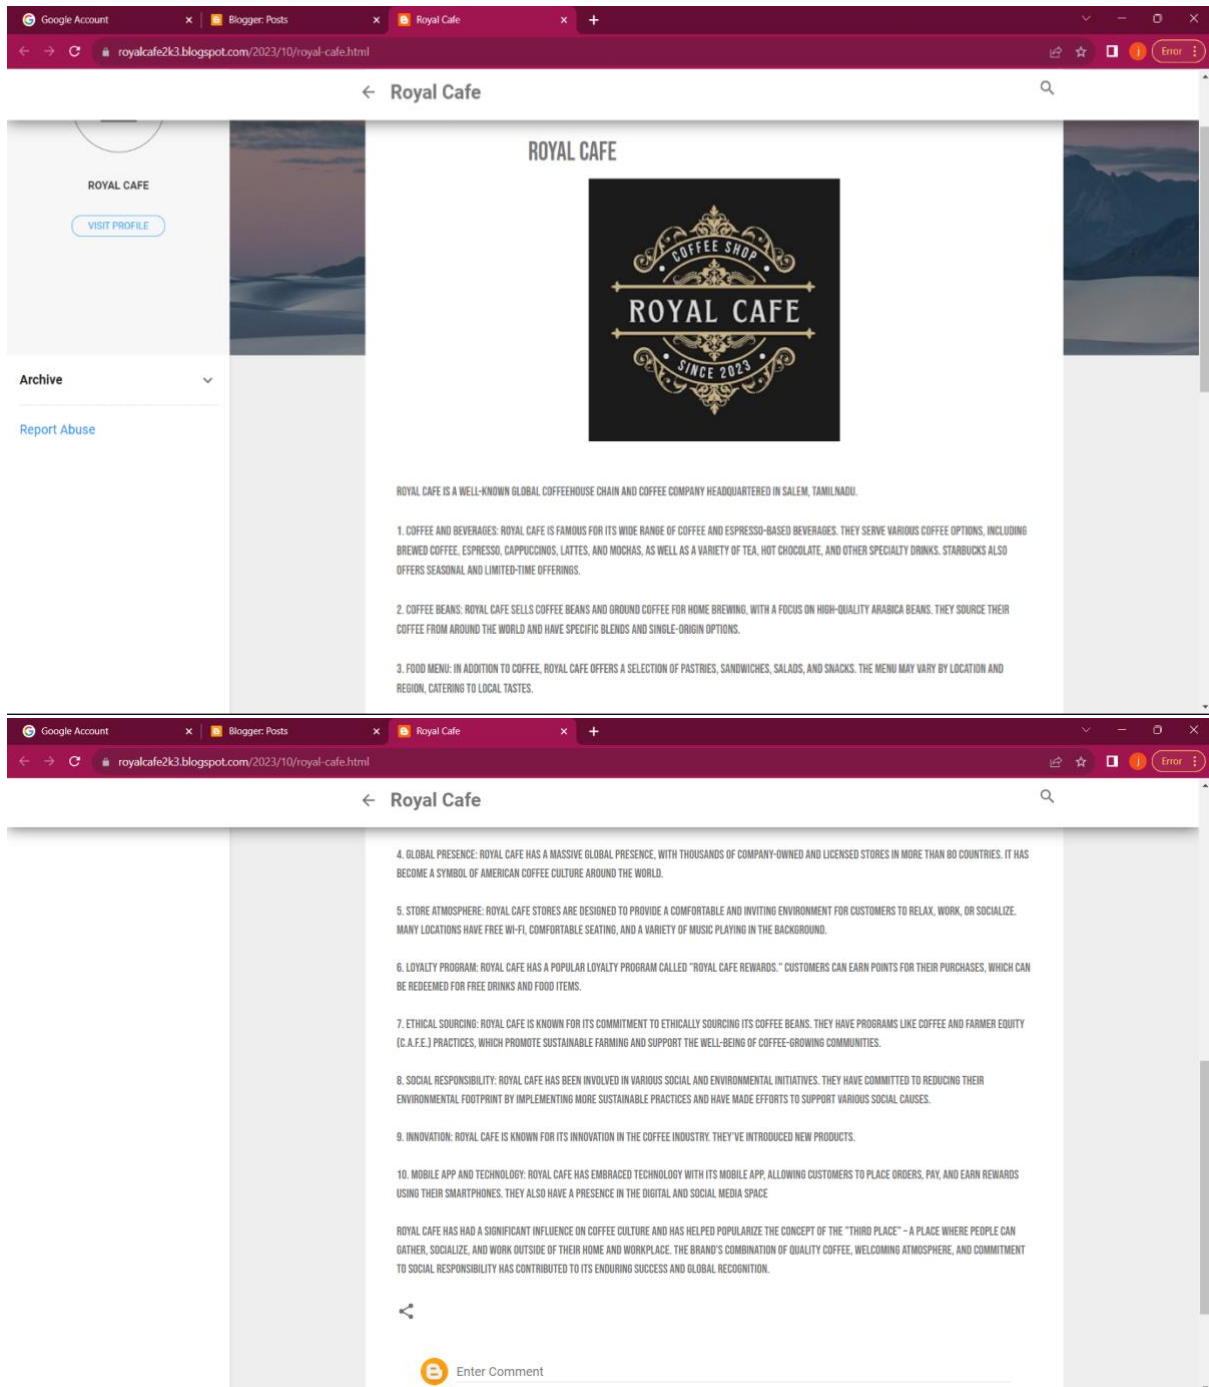 Google Account
Blogger: Posts
Royal Cafe
royalcafe2k3.blogspot.com/2023/10/royal-cafe.html
j
Error
Royal Cafe
ROYAL CAFE
VISIT PROFILE
Archive
Report Abuse
ROYAL CAFE
COFFEE SHOP
ROYAL CAFE
SINCE 2023
ROYAL CAFE IS A WELL-KNOWN GLOBAL COFFEEHOUSE CHAIN AND COFFEE COMPANY HEADQUARTERED IN SALEM, TAMILNADU.
1. COFFEE AND BEVERAGES: ROYAL CAFE IS FAMOUS FOR ITS WIDE RANGE OF COFFEE AND ESPRESSO-BASED BEVERAGES. THEY SERVE VARIOUS COFFEE OPTIONS, INCLUDING
BREWED COFFEE, ESPRESSO, CAPPUCCINOS, LATTES, AND MOCHAS, AS WELL AS A VARIETY OF TEA, HOT CHOCOLATE, AND OTHER SPECIALTY DRINKS. STARBUCKS ALSO
OFFERS SEASONAL AND LIMITED-TIME OFFERINGS.
2. COFFEE BEANS: ROYAL CAFE SELLS COFFEE BEANS AND GROUND COFFEE FOR HOME BREWING, WITH A FOCUS ON HIGH-QUALITY ARABICA BEANS. THEY SOURCE THEIR
COFFEE FROM AROUND THE WORLD AND HAVE SPECIFIC BLENDS AND SINGLE-ORIGIN OPTIONS.
3. FOOD MENU: IN ADDITION TO COFFEE, ROYAL CAFE OFFERS A SELECTION OF PASTRIES, SANDWICHES, SALADS, AND SNACKS. THE MENU MAY VARY BY LOCATION AND
REGION, CATERING TO LOCAL TASTES.
Google Account
Blogger: Posts
Royal Cafe
royalcafe2k3.blogspot.com/2023/10/royal-cafe.html
j
Error
Royal Cafe
4. GLOBAL PRESENCE: ROYAL CAFE HAS A MASSIVE GLOBAL PRESENCE, WITH THOUSANDS OF COMPANY-OWNED AND LICENSED STORES IN MORE THAN 80 COUNTRIES. IT HAS
BECOME A SYMBOL OF AMERICAN COFFEE CULTURE AROUND THE WORLD.
5. STORE ATMOSPHERE: ROYAL CAFE STORES ARE DESIGNED TO PROVIDE A COMFORTABLE AND INVITING ENVIRONMENT FOR CUSTOMERS TO RELAX, WORK, OR SOCIALIZE.
MANY LOCATIONS HAVE FREE WI-FI, COMFORTABLE SEATING, AND A VARIETY OF MUSIC PLAYING IN THE BACKGROUND.
6. LOYALTY PROGRAM: ROYAL CAFE HAS A POPULAR LOYALTY PROGRAM CALLED "ROYAL CAFE REWARDS." CUSTOMERS CAN EARN POINTS FOR THEIR PURCHASES, WHICH CAN
BE REDEEMED FOR FREE DRINKS AND FOOD ITEMS.
7. ETHICAL SOURCING: ROYAL CAFE IS KNOWN FOR ITS COMMITMENT TO ETHICALLY SOURCING ITS COFFEE BEANS. THEY HAVE PROGRAMS LIKE COFFEE AND FARMER EQUITY
(C.A.F.E.) PRACTICES, WHICH PROMOTE SUSTAINABLE FARMING AND SUPPORT THE WELL-BEING OF COFFEE-GROWING COMMUNITIES.
8. SOCIAL RESPONSIBILITY: ROYAL CAFE HAS BEEN INVOLVED IN VARIOUS SOCIAL AND ENVIRONMENTAL INITIATIVES. THEY HAVE COMMITTED TO REDUCING THEIR
ENVIRONMENTAL FOOTPRINT BY IMPLEMENTING MORE SUSTAINABLE PRACTICES AND HAVE MADE EFFORTS TO SUPPORT VARIOUS SOCIAL CAUSES.
9. INNOVATION: ROYAL CAFE IS KNOWN FOR ITS INNOVATION IN THE COFFEE INDUSTRY. THEY'VE INTRODUCED NEW PRODUCTS.
10. MOBILE APP AND TECHNOLOGY: ROYAL CAFE HAS EMBRACED TECHNOLOGY WITH ITS MOBILE APP, ALLOWING CUSTOMERS TO PLACE ORDERS, PAY, AND EARN REWARDS
USING THEIR SMARTPHONES. THEY ALSO HAVE A PRESENCE IN THE DIGITAL AND SOCIAL MEDIA SPACE
ROYAL CAFE HAS HAD A SIGNIFICANT INFLUENCE ON COFFEE CULTURE AND HAS HELPED POPULARIZE THE CONCEPT OF THE "THIRD PLACE" – A PLACE WHERE PEOPLE CAN
GATHER, SOCIALIZE, AND WORK OUTSIDE OF THEIR HOME AND WORKPLACE. THE BRAND'S COMBINATION OF QUALITY COFFEE, WELCOMING ATMOSPHERE, AND COMMITMENT
TO SOCIAL RESPONSIBILITY HAS CONTRIBUTED TO ITS ENDURING SUCCESS AND GLOBAL RECOGNITION.
Enter Comment